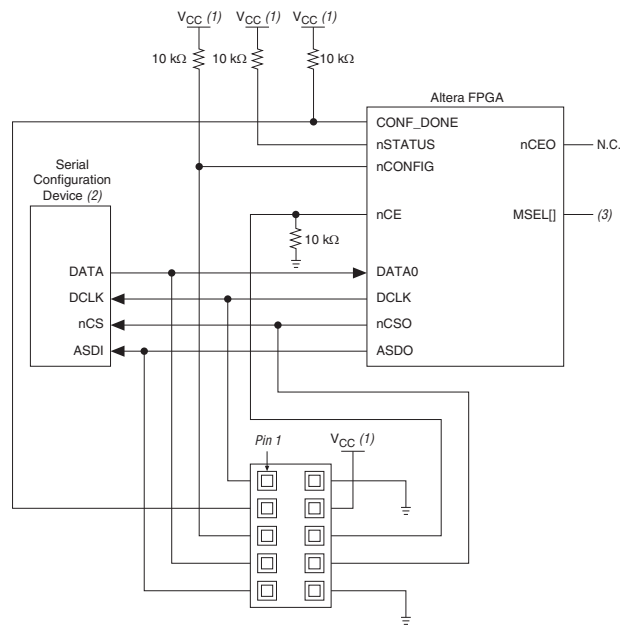 VCC (1) VCC (1) VCC (1)
10 kΩ 10 kΩ 10 kΩ
Altera FPGA
CONF_DONE
nSTATUS
nCONFIG
nCEO
N.C.
Serial
Configuration
Device (2)
nCE
MSEL[]
(3)
10 kΩ
DATA
DCLK
nCS
ASDI
DATA0
DCLK
nCSO
ASDO
Pin 1
VCC (1)